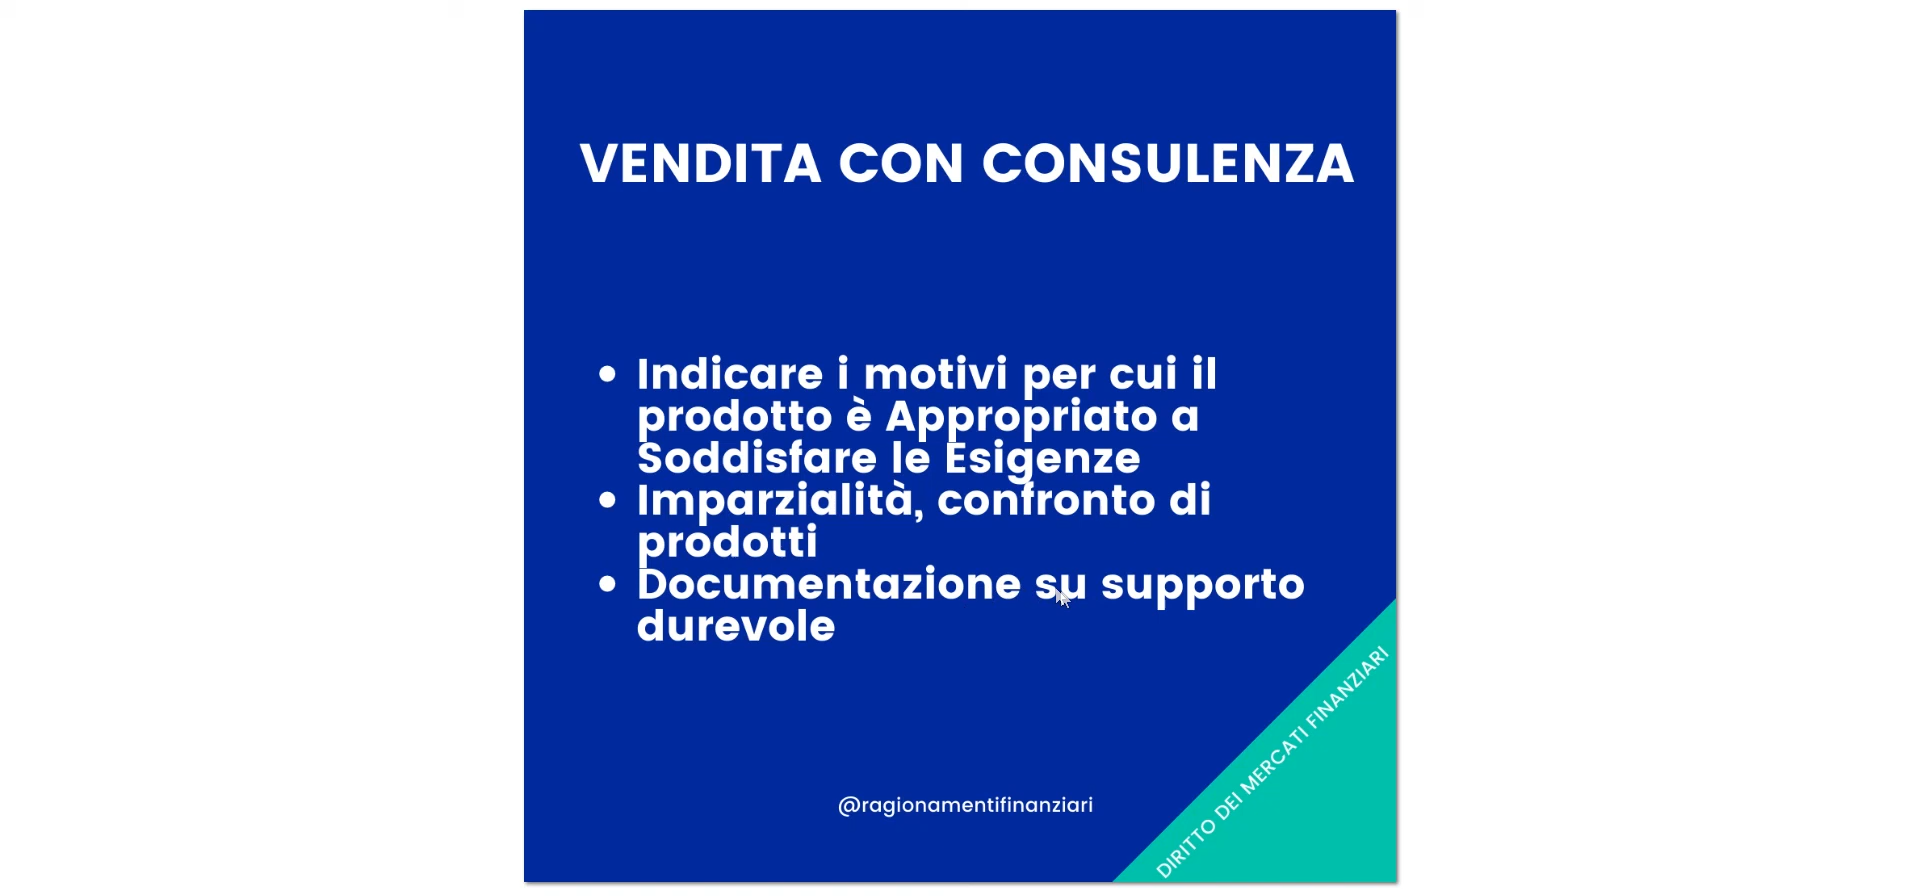 VENDITA CON CONSULENZA
• Indicare i motivi per cui il
prodotto è Appropriato a
Soddisfare le Esigenze
• Imparzialità, confronto di
prodotti
• Documentazione su supporto
durevole
@ragionamentifinanziari
DIRITTO DEI MERCATI FINANZIARI